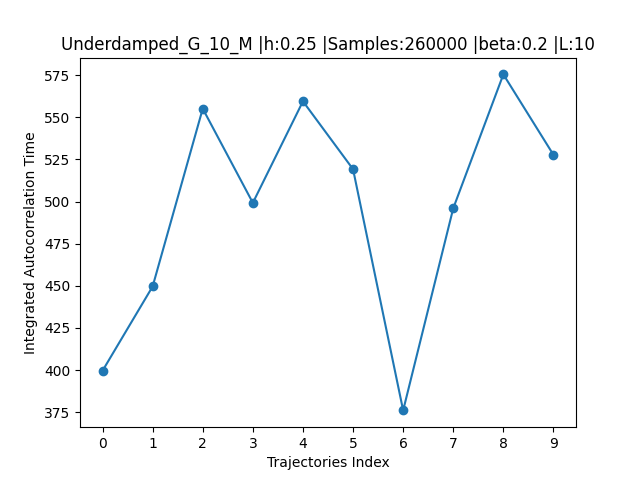 Underdamped_G_10_M |h:0.25 |Samples:260000 |beta:0.2 |L:10
Integrated Autocorrelation Time
575
550
525
500
475
450
425
400
375
0 1 2 3 4 5 6 7 8 9
Trajectories Index